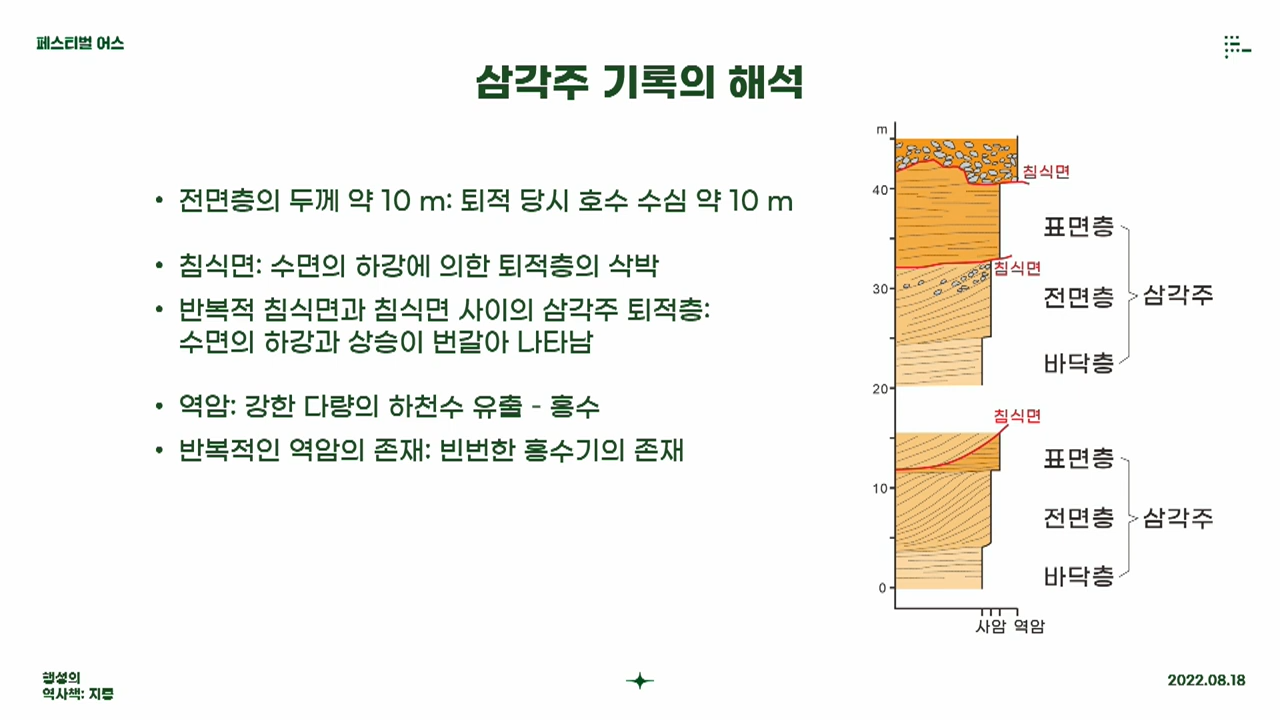 페스티벌 어스
삼각주 기록의 해석
• 전면층의 두께 약 10 m: 퇴적 당시 호수 수심 약 10 m
• 침식면: 수면의 하강에 의한 퇴적층의 삭박
• 반복적 침식면과 침식면 사이의 삼각주 퇴적층:
수면의 하강과 상승이 번갈아 나타남
• 역암: 강한 다량의 하천수 유출 - 홍수
• 반복적인 역암의 존재: 빈번한 홍수기의 존재
m
침식면
40
표면층
침식면
30
전면층
삼각주
바닥층
20
침식면
표면층
10
전면층
삼각주
바닥층
0
사암 역암
행성의
역사책: 지층
2022.08.18